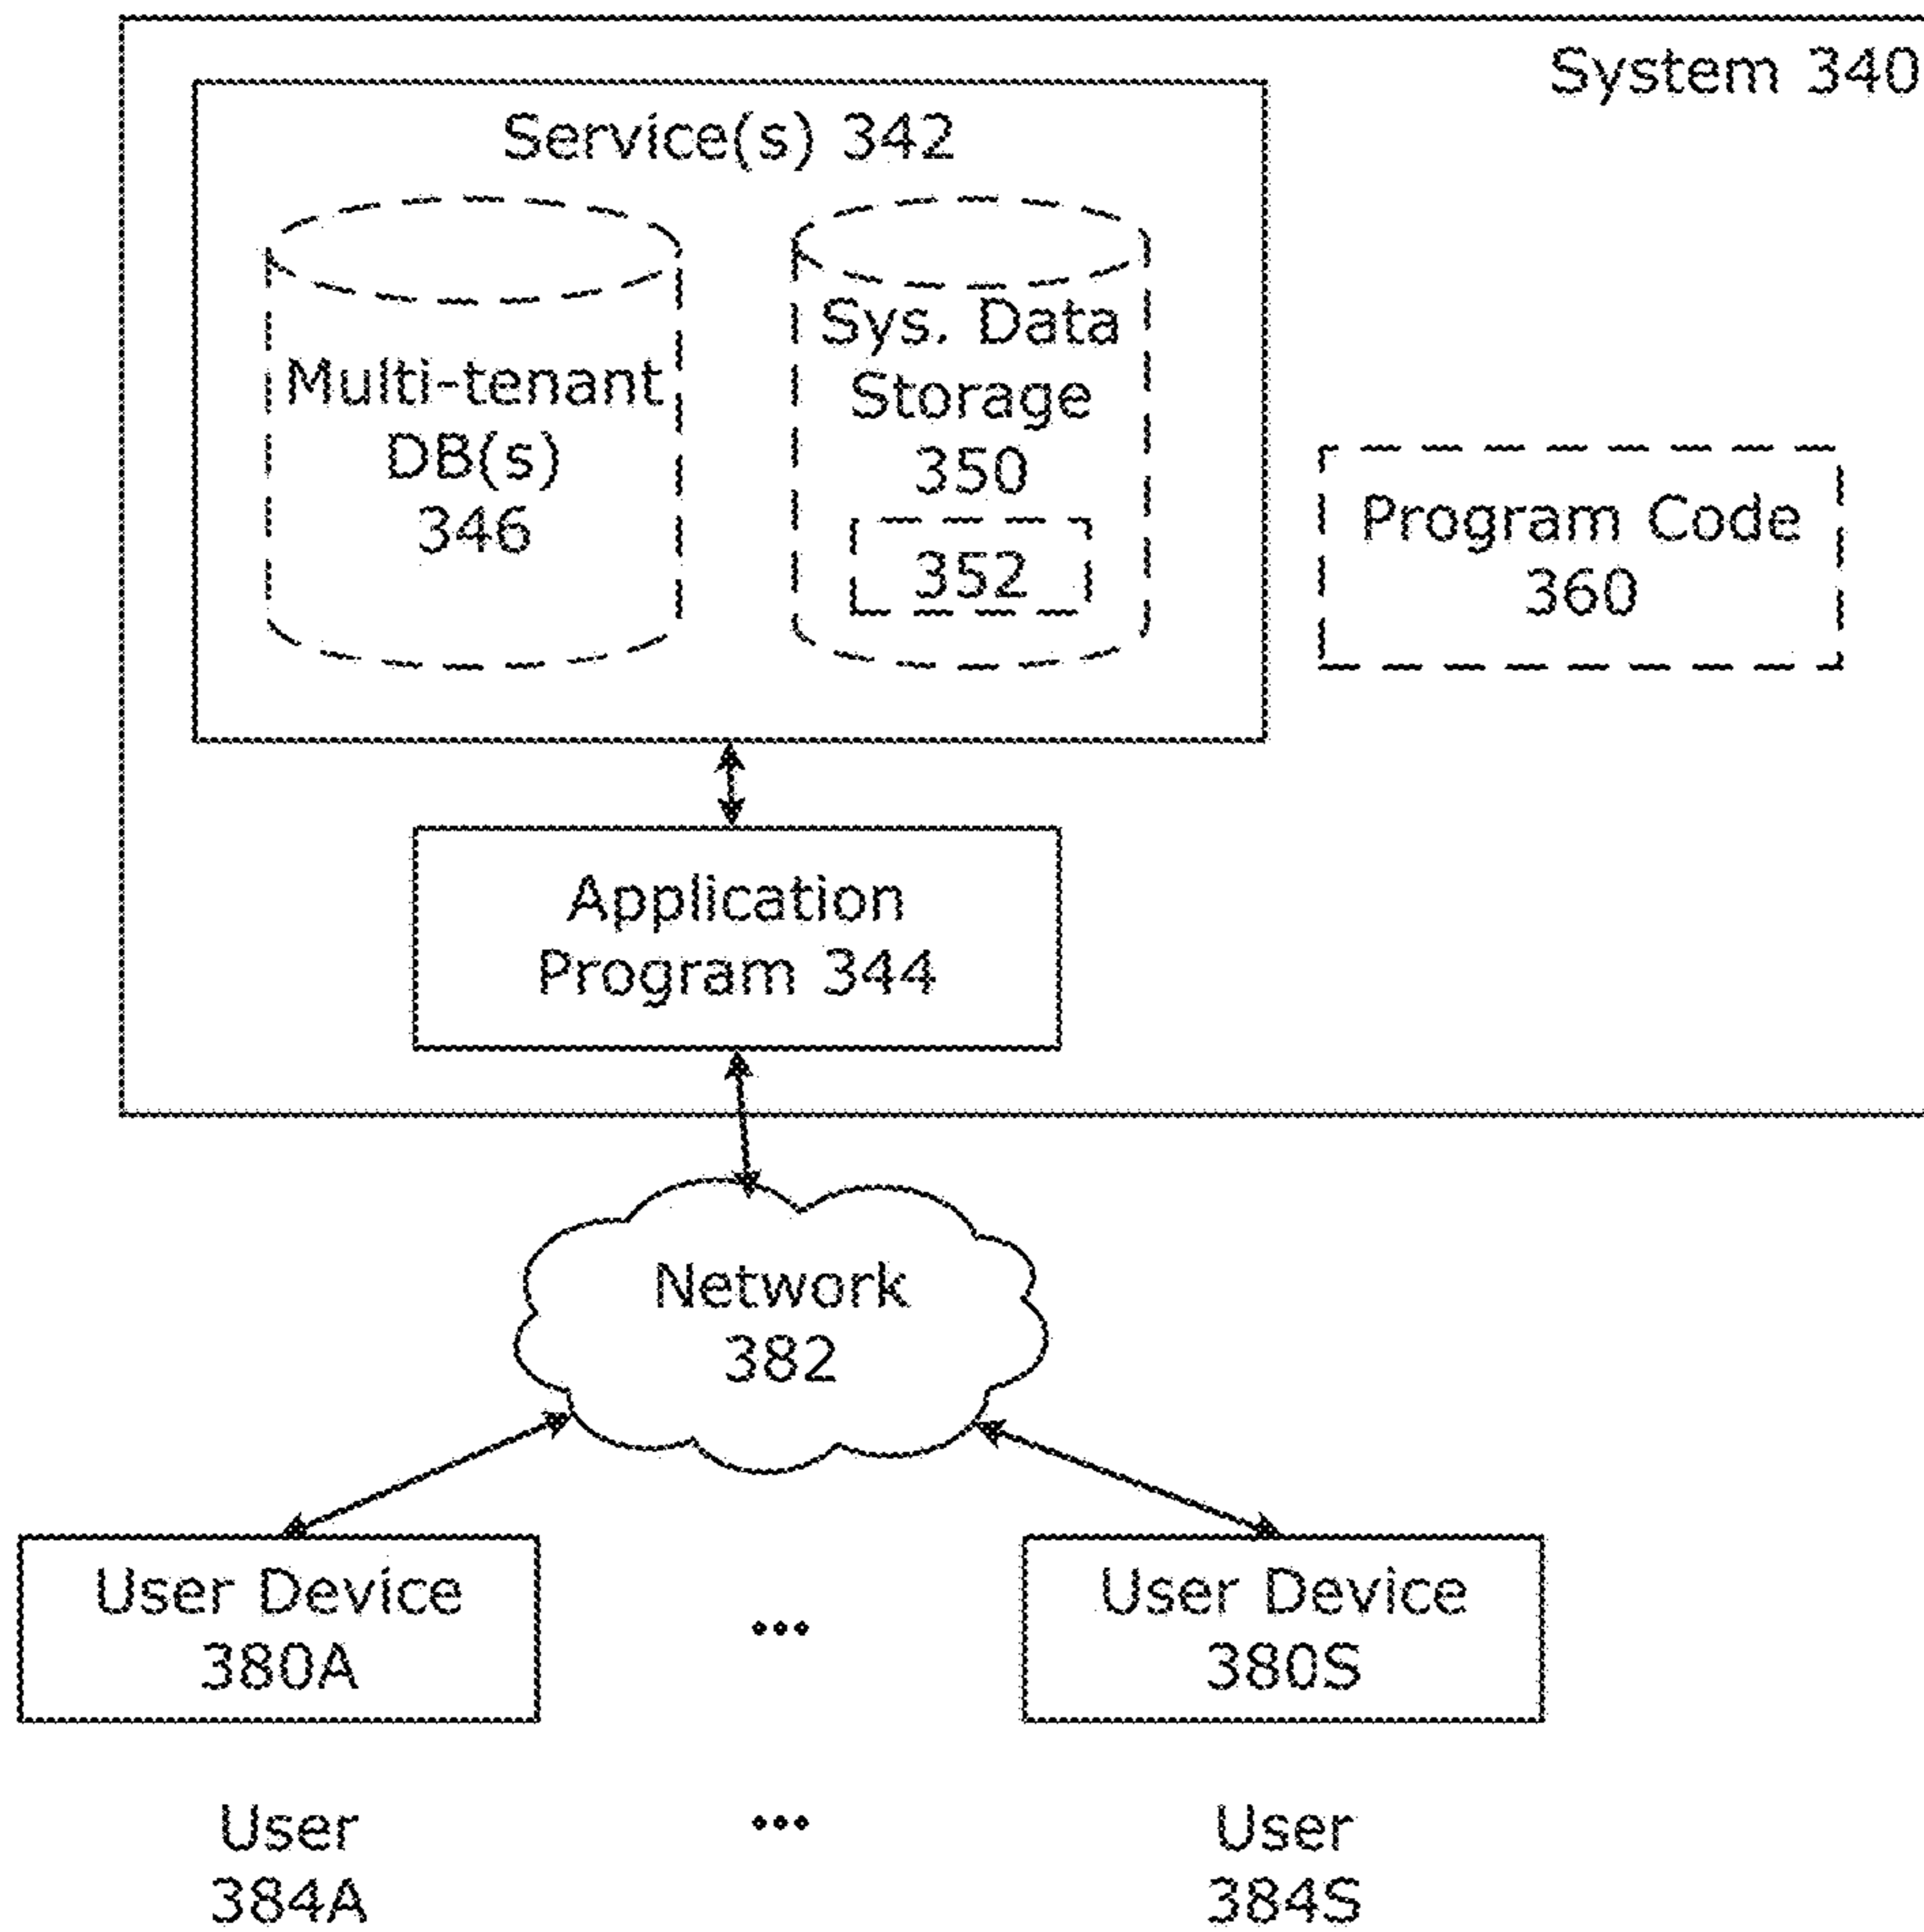 System 340
Service(s) 342
Multi-tenant
DB(s)
346
Sys. Data
Storage
350
352
Program Code
360
Application
Program 344
Network
382
User Device
380A
...
User Device
380S
User
384A
...
User
384S